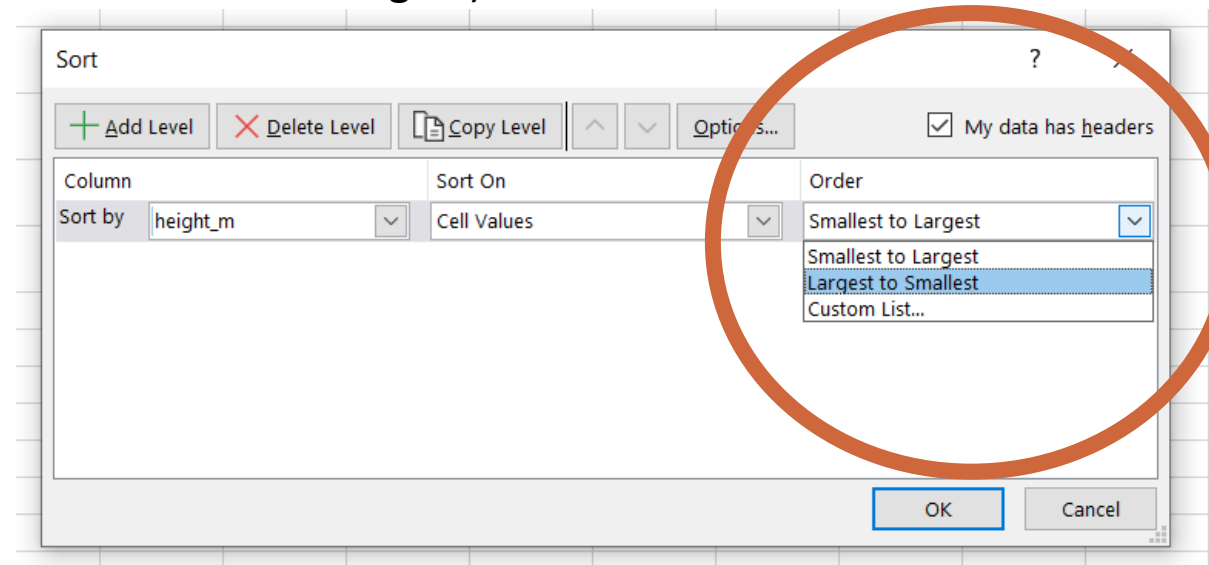 Sort ?
Add Level Delete Level Copy Level Options... My data has headers
Column Sort On Order
Sort by height_m Cell Values Smallest to Largest
Smallest to Largest
Largest to Smallest
Custom List...
OK Cancel